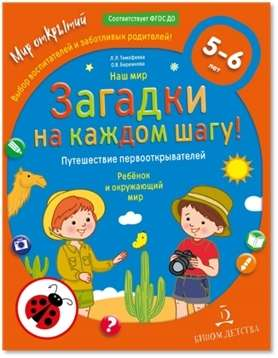 Соответствует ФГОС ДО
Мир открытий
Выбор воспитателей и заботливых родителей!
5–6
лет
Л.Л. Тимофеева
О.В. Бережнова
Наш мир
Загадки
на каждом шагу!
Путешествие первооткрывателей
Ребёнок
и окружающий
мир
?
БИНОМ ДЕТСТВА